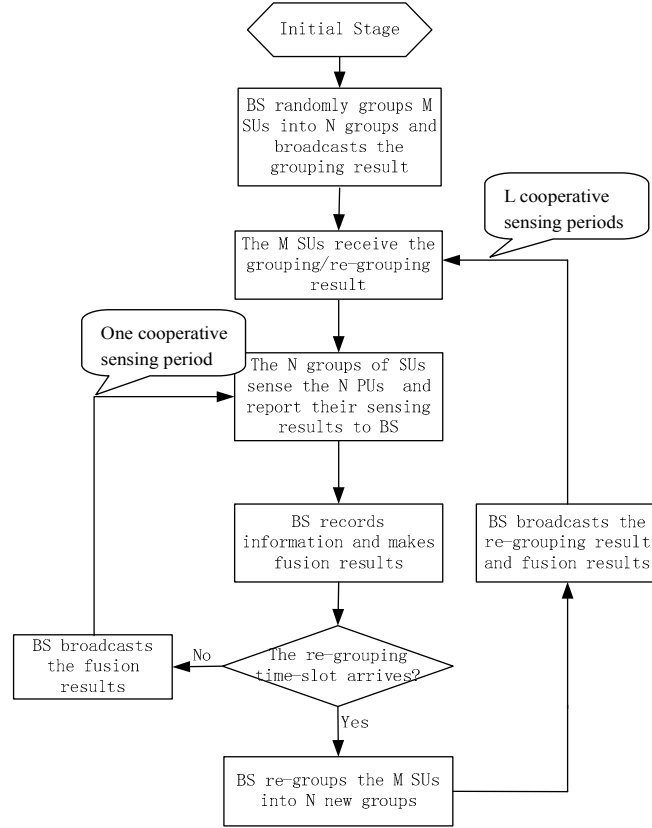 Initial Stage
BS randomly groups M
SUs into N groups and
broadcasts the
grouping result
L cooperative
sensing periods
The M SUs receive the
grouping/re-grouping
result
One cooperative
sensing period
The N groups of SUs
sense the N PUs and
report their sensing
results to BS
BS records
information and makes
fusion results
BS broadcasts the
re-grouping result
and fusion results
The re-grouping
time-slot arrives?
No
BS broadcasts
the fusion
results
Yes
BS re-groups the M SUs
into N new groups